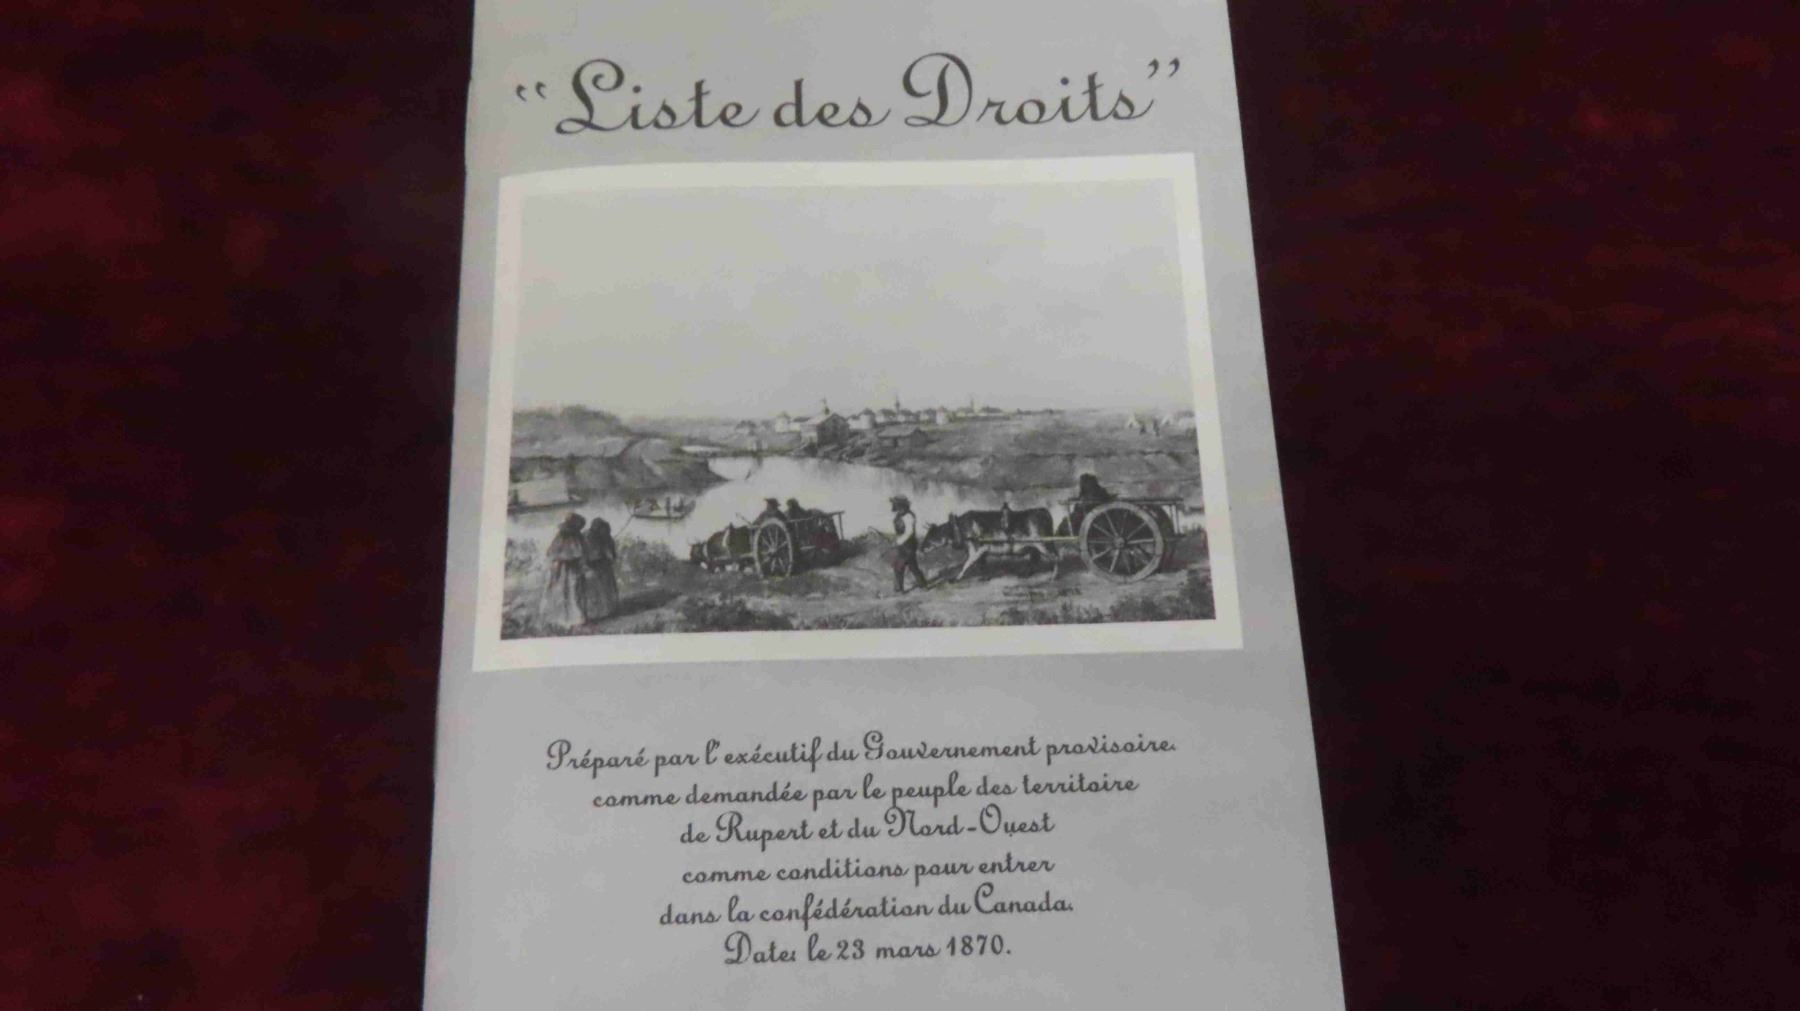 “Liste des Droits”
Préparé par l'exécutif du Gouvernement provisoire.
comme demandée par le peuple des territoire
de Rupert et du Nord-Ouest
comme conditions pour entrer
dans la confédération du Canada.
Date: le 23 mars 1870.